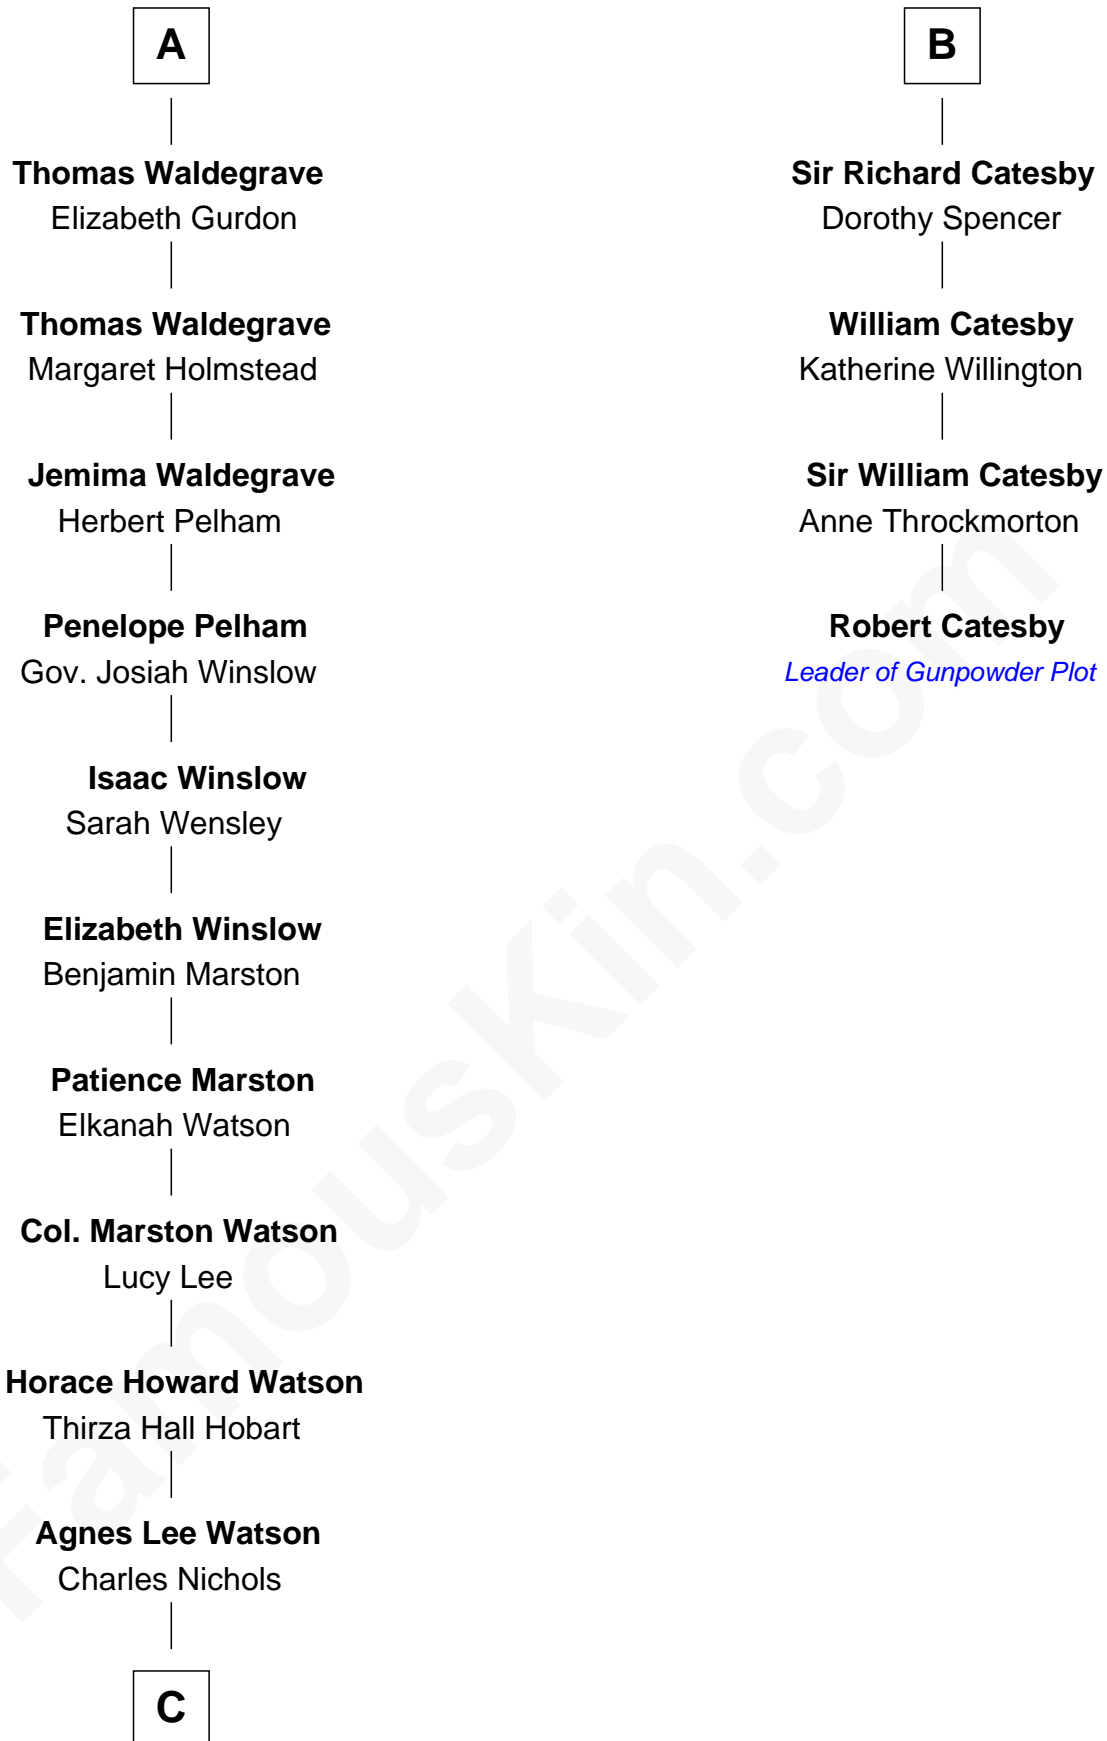 A
Thomas Waldegrave
Elizabeth Gurdon
Thomas Waldegrave
Margaret Holmstead
Jemima Waldegrave
Herbert Pelham
Penelope Pelham
Gov. Josiah Winslow
Isaac Winslow
Sarah Wensley
Elizabeth Winslow
Benjamin Marston
Patience Marston
Elkanah Watson
Col. Marston Watson
Lucy Lee
Horace Howard Watson
Thirza Hall Hobart
Agnes Lee Watson
Charles Nichols
C
B
Sir Richard Catesby
Dorothy Spencer
William Catesby
Katherine Willington
Sir William Catesby
Anne Throckmorton
Robert Catesby
Leader of Gunpowder Plot
FamousKin.com